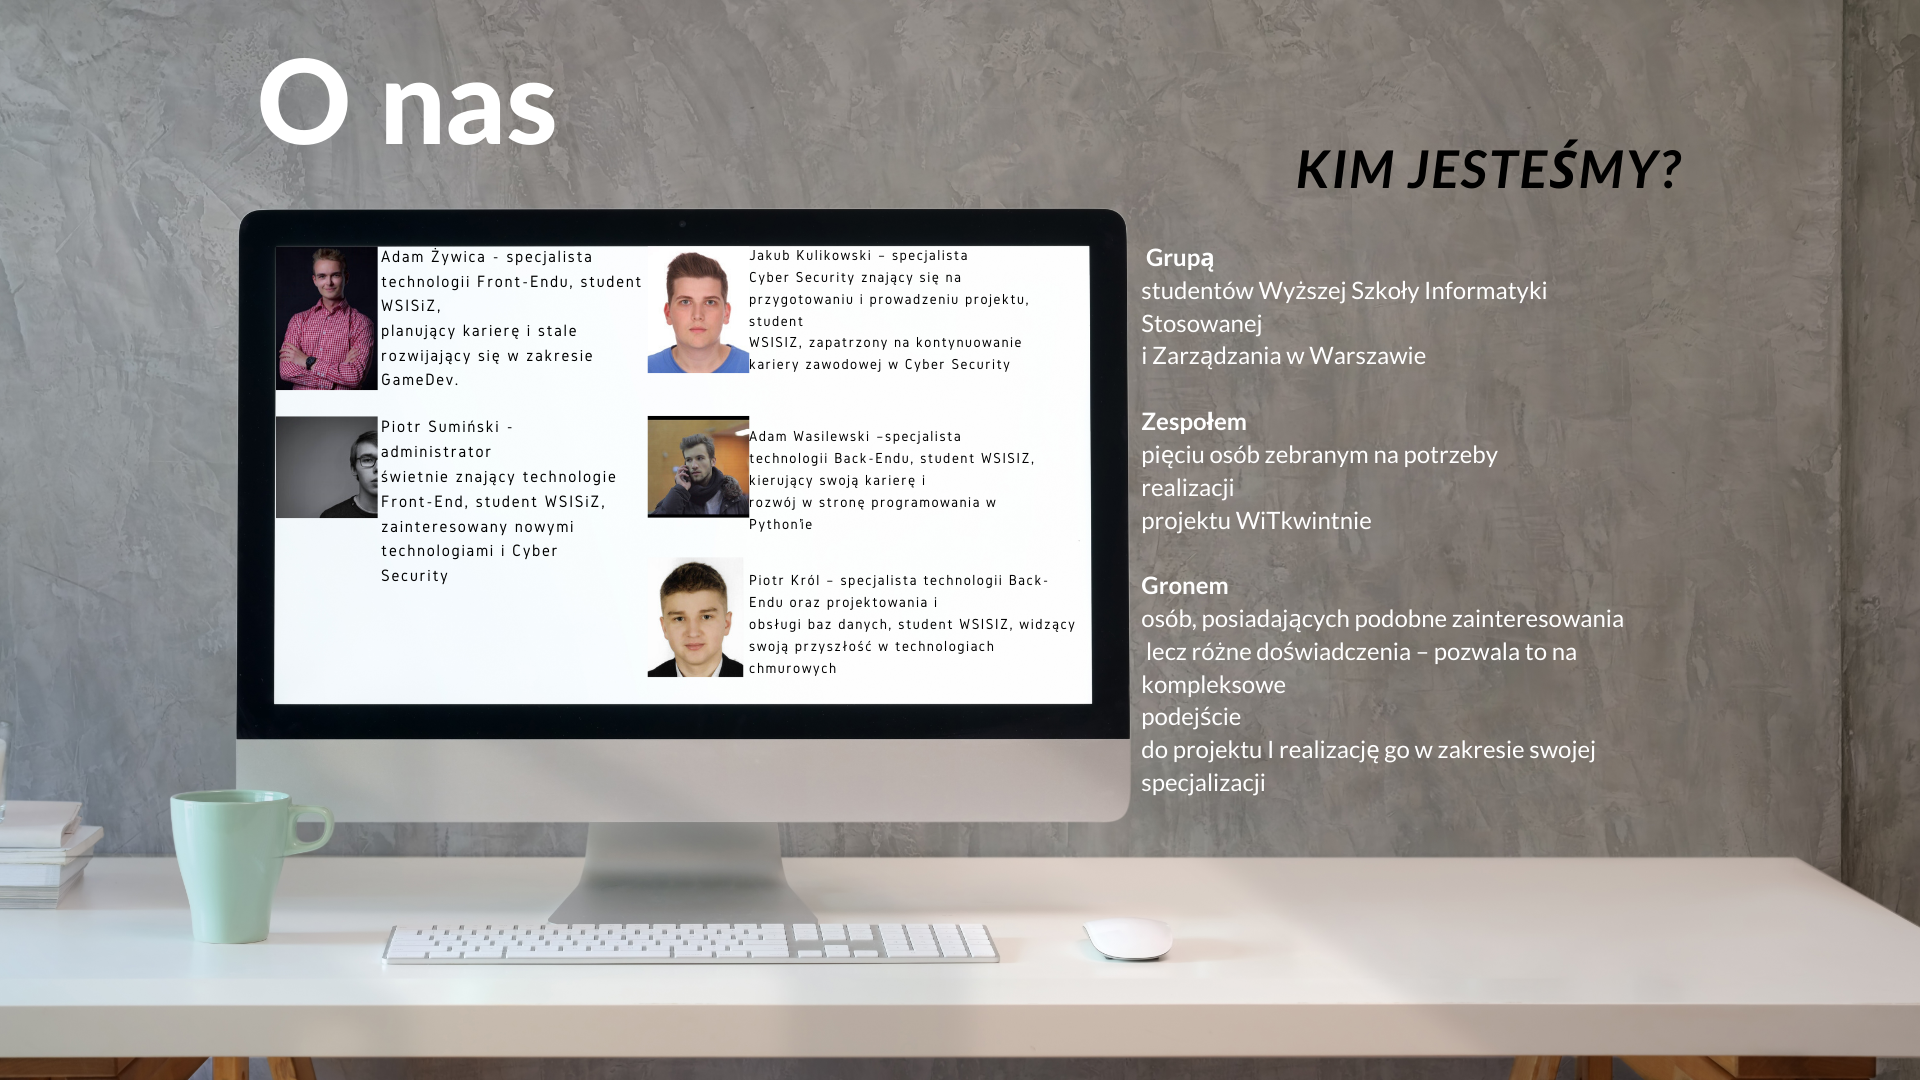 O nas
KIM JESTEŚMY?
Adam Żywica - specjalista
technologii Front-Endu, student
WSISiZ,
planujący karierę i stale
rozwijający się w zakresie
GameDev.
Piotr Sumiński -
administrator
świetnie znający technologie
Front-End, student WSISiZ,
zainteresowany nowymi
technologiami i Cyber
Security
Jakub Kulikowski – specjalista
Cyber Security znający się na
przygotowaniu i prowadzeniu projektu,
student
WSISIZ, zapatrzony na kontynuowanie
kariery zawodowej w Cyber Security
Adam Wasilewski –specjalista
technologii Back-Endu, student WSISIZ,
kierujący swoją karierę i
rozwój w stronę programowania w
Python'ie
Piotr Król – specjalista technologii Back-
Endu oraz projektowania i
obsługi baz danych, student WSISIZ, widzący
swoją przyszłość w technologiach
chmurowych
Grupą
studentów Wyższej Szkoły Informatyki
Stosowanej
i Zarządzania w Warszawie
Zespołem
pięciu osób zebranym na potrzeby
realizacji
projektu WiTkwintnie
Gronem
osób, posiadających podobne zainteresowania
lecz różne doświadczenia – pozwala to na
kompleksowe
podejście
do projektu I realizację go w zakresie swojej
specjalizacji